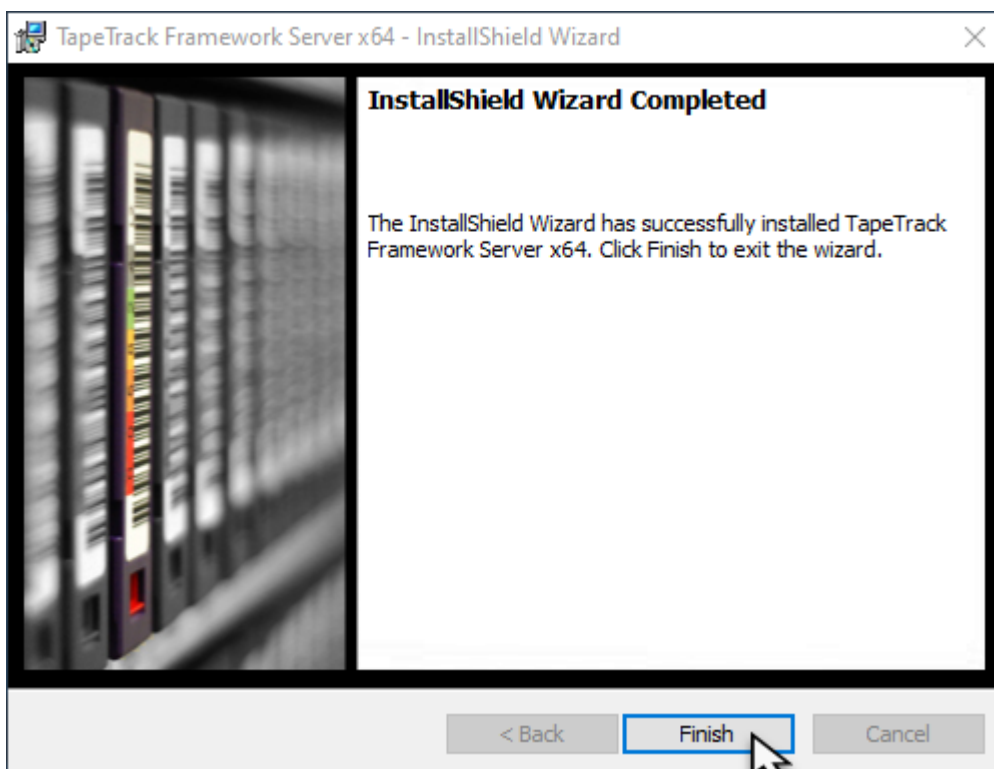 TapeTrack Framework Server x64 - InstallShield Wizard
InstallShield Wizard Completed
The InstallShield Wizard has successfully installed TapeTrack
Framework Server x64. Click Finish to exit the wizard.
< Back
Finish
Cancel